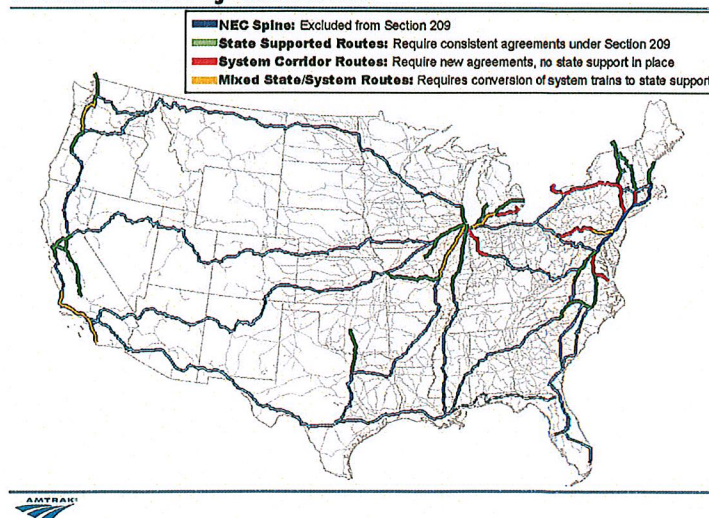 NEC Spine: Excluded from Section 209
State Supported Routes: Require consistent agreements under Section 209
System Corridor Routes: Require new agreements, no state support in place
Mixed State/System Routes: Requires conversion of system trains to state support
AMTRAK